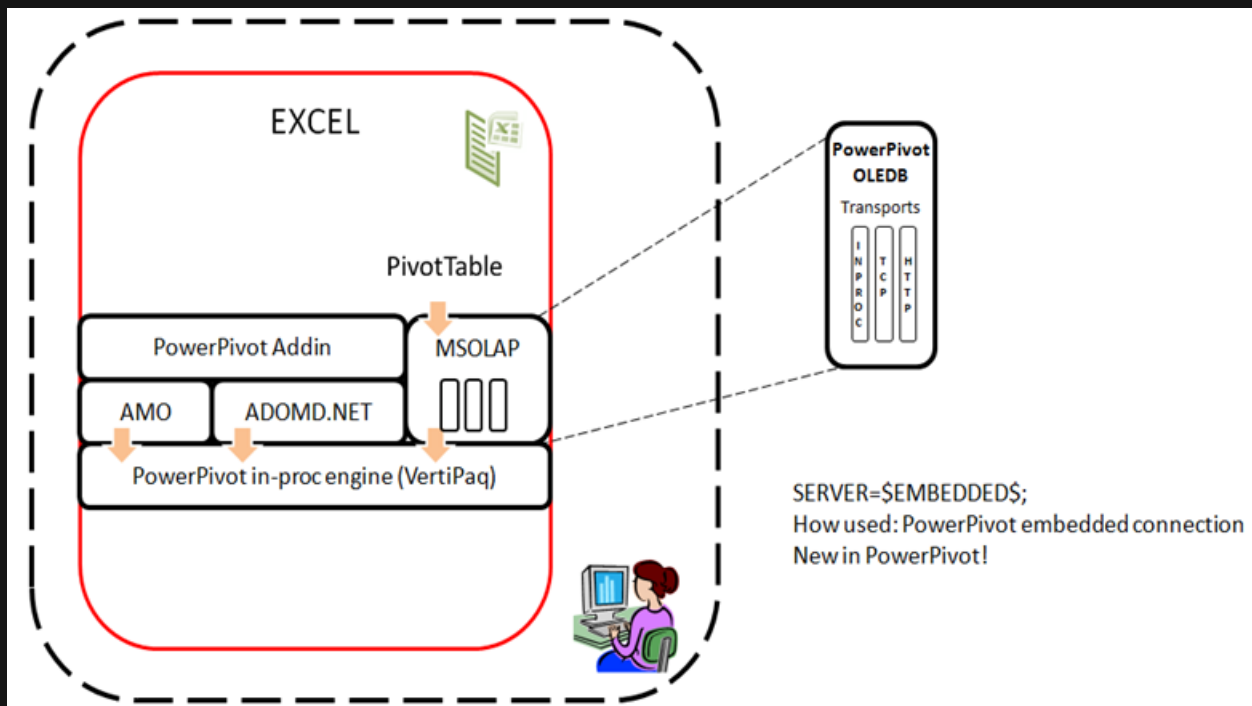 EXCEL
PivotTable
PowerPivot Addin
MSOLAP
AMO
ADOMD.NET
PowerPivot in-proc engine (VertiPaq)
PowerPivot
OLEDB
Transports
INPROC
TCP
HTTP
SERVER=$EMBEDDED$;
How used: PowerPivot embedded connection
New in PowerPivot!